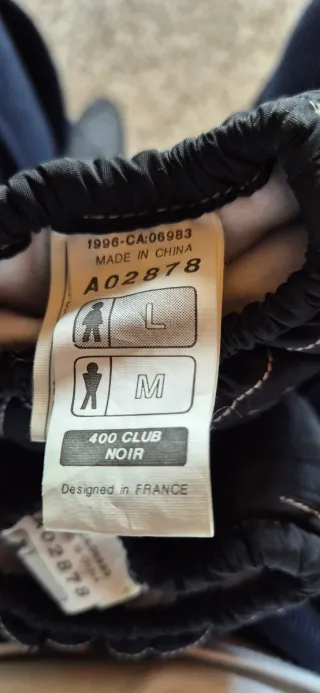 1996-CA:06983
MADE IN CHINA
A02878
L
M
400 CLUB
NOIR
Designed in FRANCE
A02878